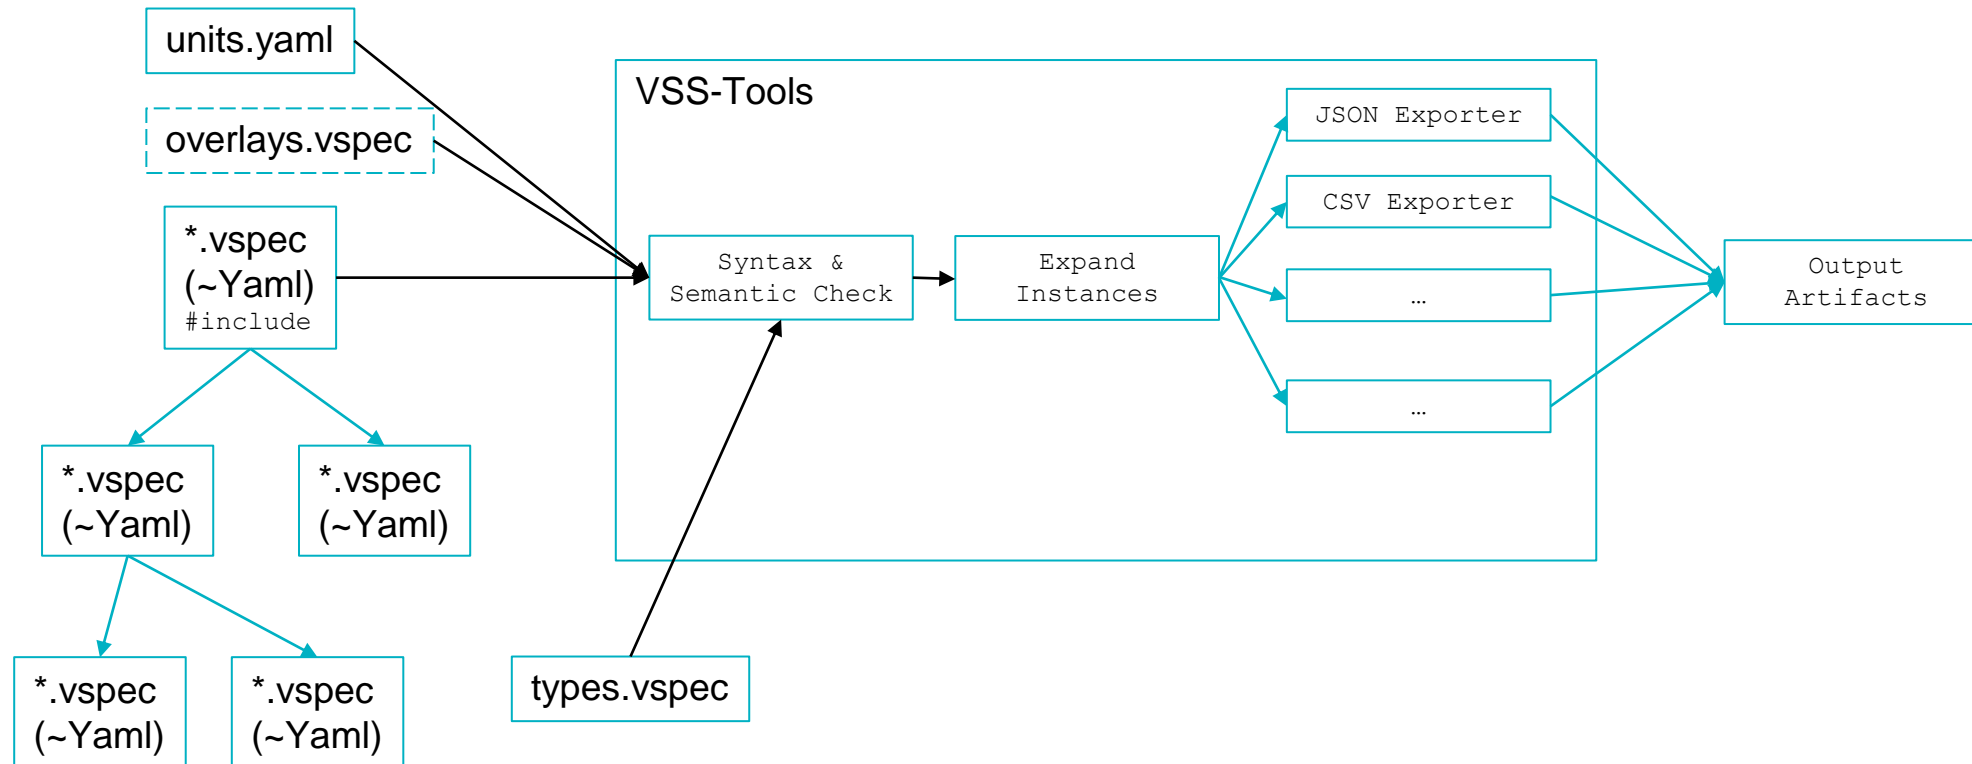 units.yaml
overlays.vspec
*.vspec
(~Yaml)
#include
*.vspec
(~Yaml)
*.vspec
(~Yaml)
*.vspec
(~Yaml)
*.vspec
(~Yaml)
types.vspec
VSS-Tools
Syntax &
Semantic Check
Expand
Instances
JSON Exporter
CSV Exporter
…
…
Output
Artifacts